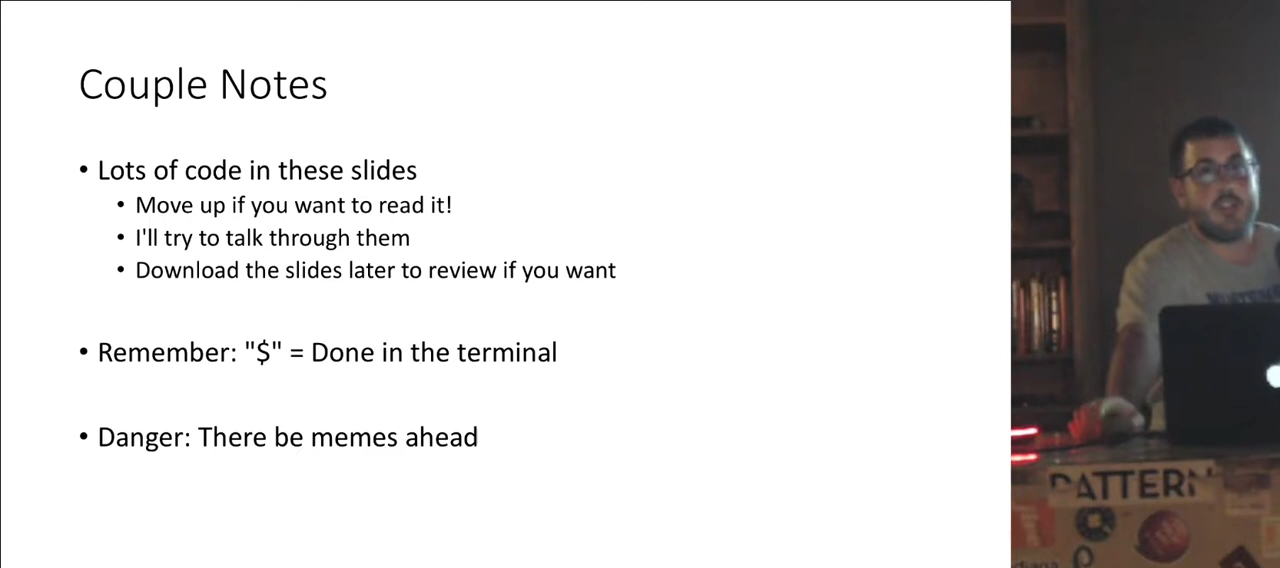 Couple Notes
• Lots of code in these slides
• Move up if you want to read it!
• I'll try to talk through them
• Download the slides later to review if you want
• Remember: "$" = Done in the terminal
• Danger: There be memes ahead
PATTERN